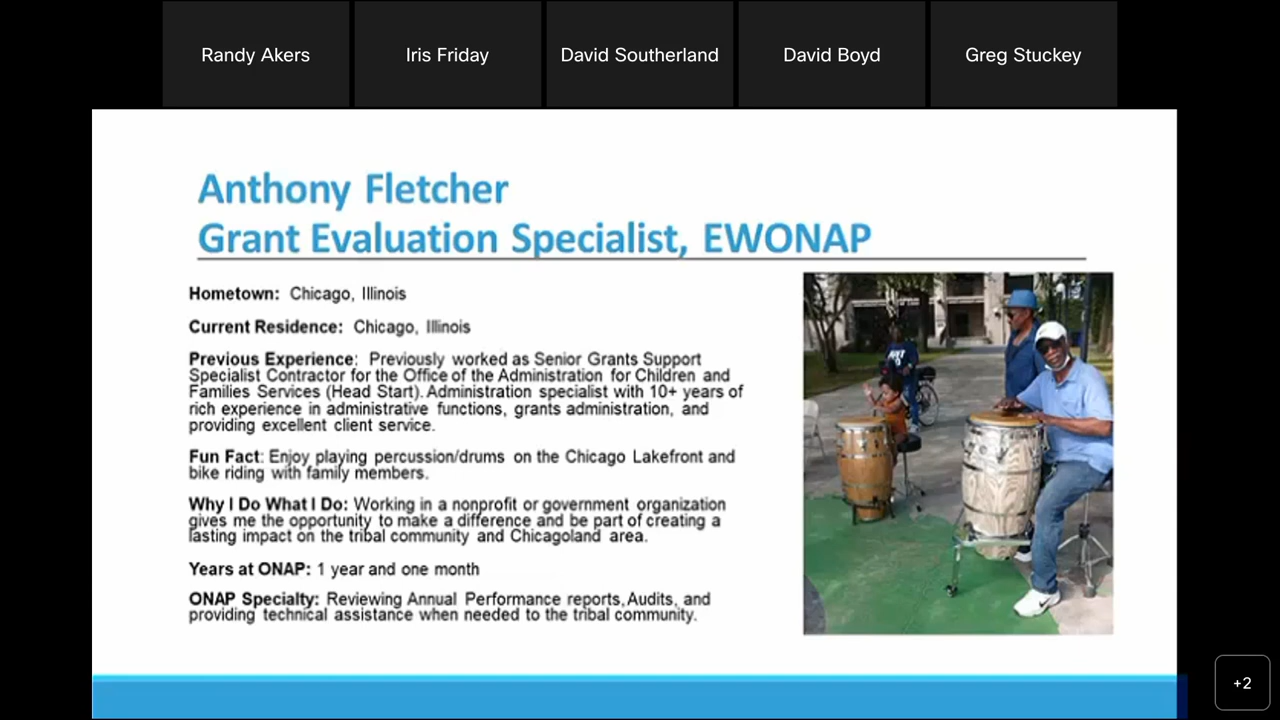 Randy Akers
Iris Friday
David Southerland
David Boyd
Greg Stuckey
Anthony Fletcher
Grant Evaluation Specialist, EWONAP
Hometown: Chicago, Illinois
Current Residence: Chicago, Illinois
Previous Experience: Previously worked as Senior Grants Support
Specialist Contractor for the Office of the Administration for Children and
Families Services (Head Start). Administration specialist with 10+ years of
rich experience in administrative functions, grants administration, and
providing excellent client service.
Fun Fact: Enjoy playing percussion/drums on the Chicago Lakefront and
bike riding with family members.
Why I Do What I Do: Working in a nonprofit or government organization
gives me the opportunity to make a difference and be part of creating a
lasting impact on the tribal community and Chicagoland area.
Years at ONAP: 1 year and one month
ONAP Specialty: Reviewing Annual Performance reports, Audits, and
providing technical assistance when needed to the tribal community.
+2